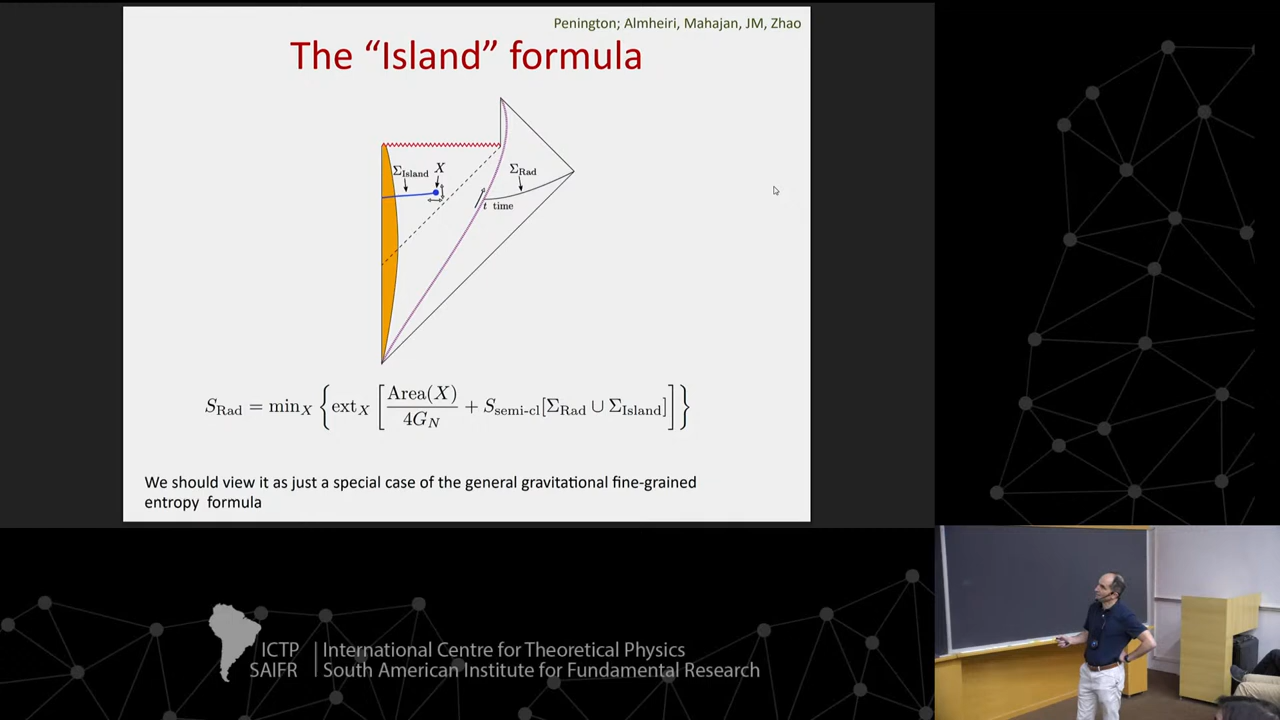 Penington; Almheiri, Mahajan, JM, Zhao
The “Island” formula
Σ_Island X
Σ_Rad
t time
S_Rad = min_X { ext_X [ Area(X) / 4G_N + S_semi-cl[Σ_Rad ∪ Σ_Island] ] }
We should view it as just a special case of the general gravitational fine-grained
entropy formula
ICTP | International Centre for Theoretical Physics
SAIFR | South American Institute for Fundamental Research